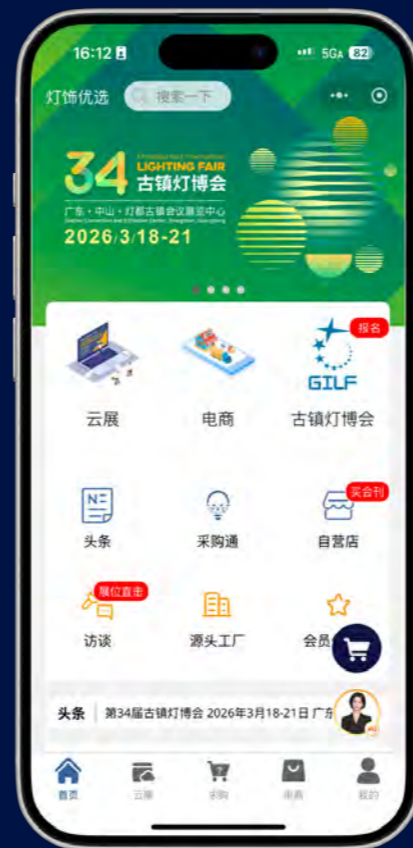 16:12
5GA 82
灯饰优选 搜索一下
34 LIGHTING FAIR
古镇灯博会
广东·中山·灯都古镇会议展览中心
2026/3/18-21
报名
GILF
云展 电商 古镇灯博会
买会刊
头条 采购通 自营店
展位直击
访谈 源头工厂 会员
头条 第34届古镇灯博会 2026年3月18-21日 广东
首页 云展 采购 电商 我的